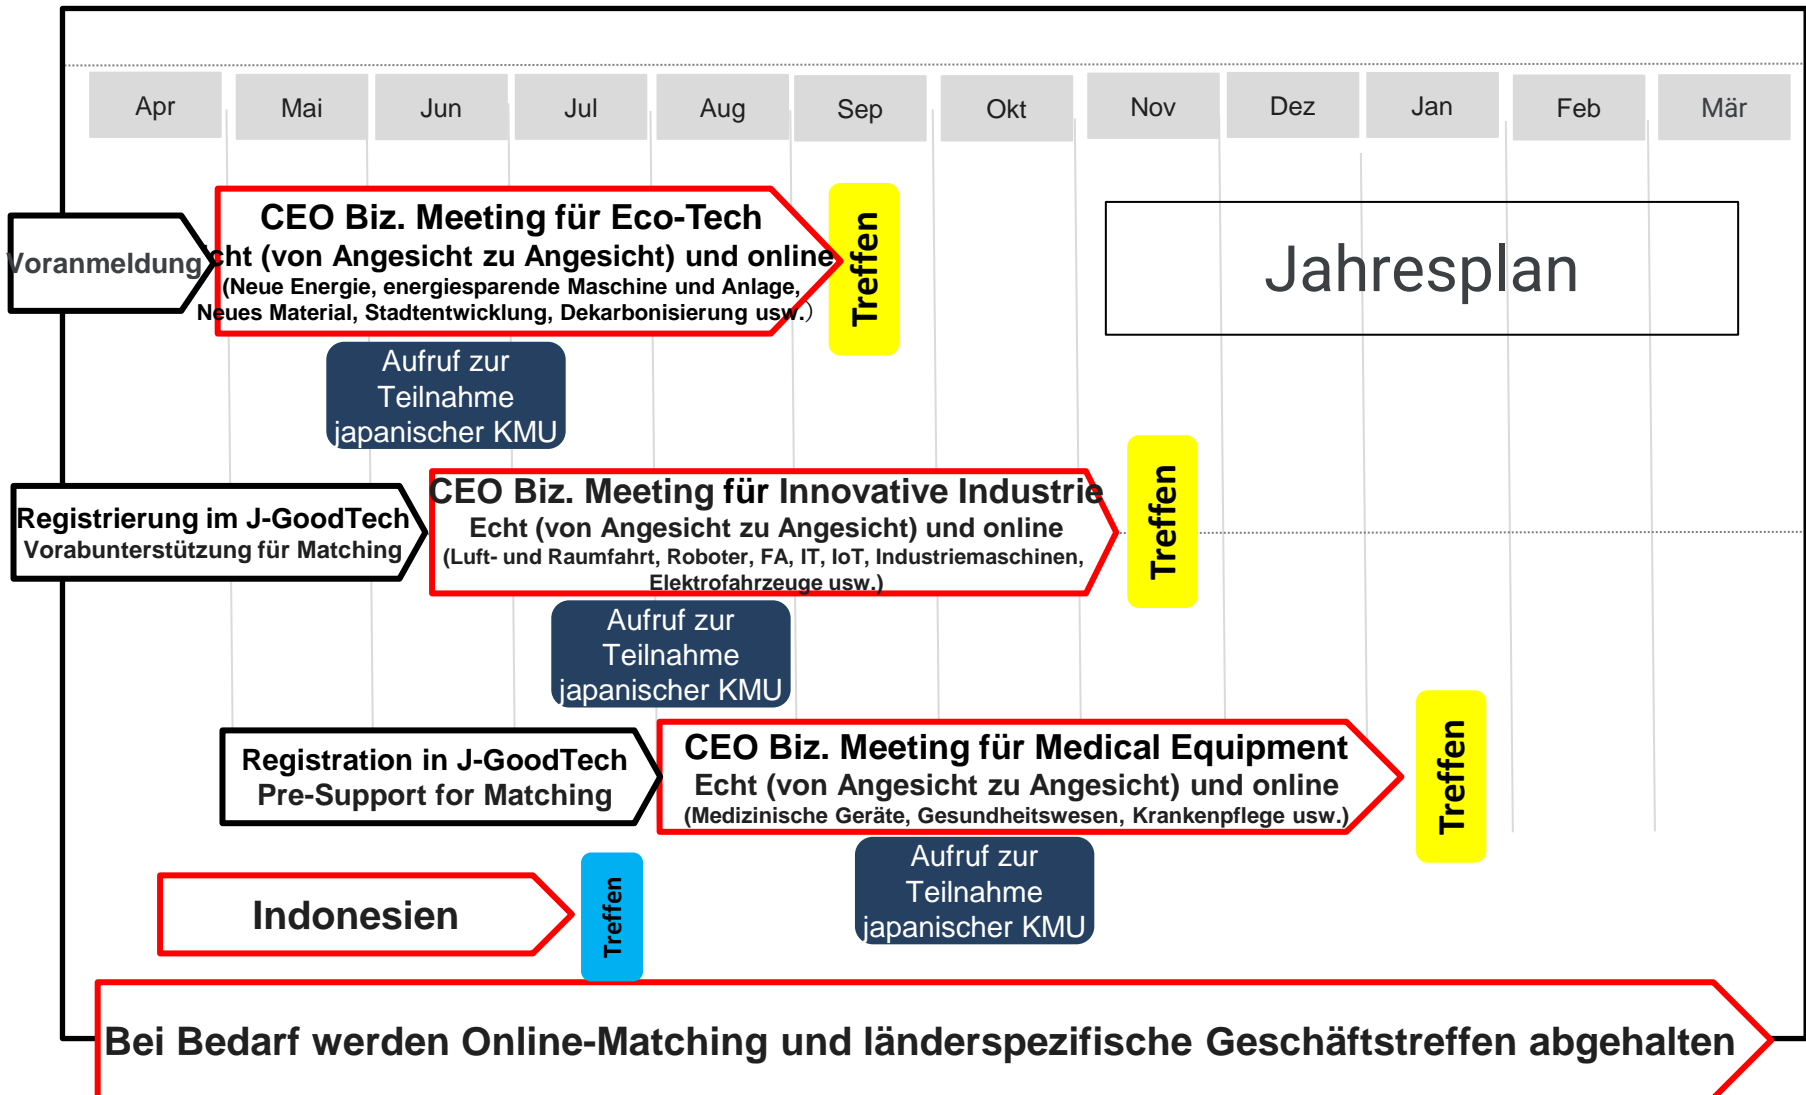 Apr
Mai
Jun
Jul
Aug
Sep
Okt
Nov
Dez
Jan
Feb
Mär
Voranmeldung
CEO Biz. Meeting für Eco-Tech
cht (von Angesicht zu Angesicht) und online
(Neue Energie, energiesparende Maschine und Anlage,
Neues Material, Stadtentwicklung, Dekarbonisierung usw.)
Treffen
Jahresplan
Aufruf zur
Teilnahme
japanischer KMU
Registrierung im J-GoodTech
Vorabunterstützung für Matching
CEO Biz. Meeting für Innovative Industrie
Echt (von Angesicht zu Angesicht) und online
(Luft- und Raumfahrt, Roboter, FA, IT, IoT, Industriemaschinen,
Elektrofahrzeuge usw.)
Treffen
Aufruf zur
Teilnahme
japanischer KMU
Registration in J-GoodTech
Pre-Support for Matching
CEO Biz. Meeting für Medical Equipment
Echt (von Angesicht zu Angesicht) und online
(Medizinische Geräte, Gesundheitswesen, Krankenpflege usw.)
Treffen
Aufruf zur
Teilnahme
japanischer KMU
Indonesien
Treffen
Bei Bedarf werden Online-Matching und länderspezifische Geschäftstreffen abgehalten